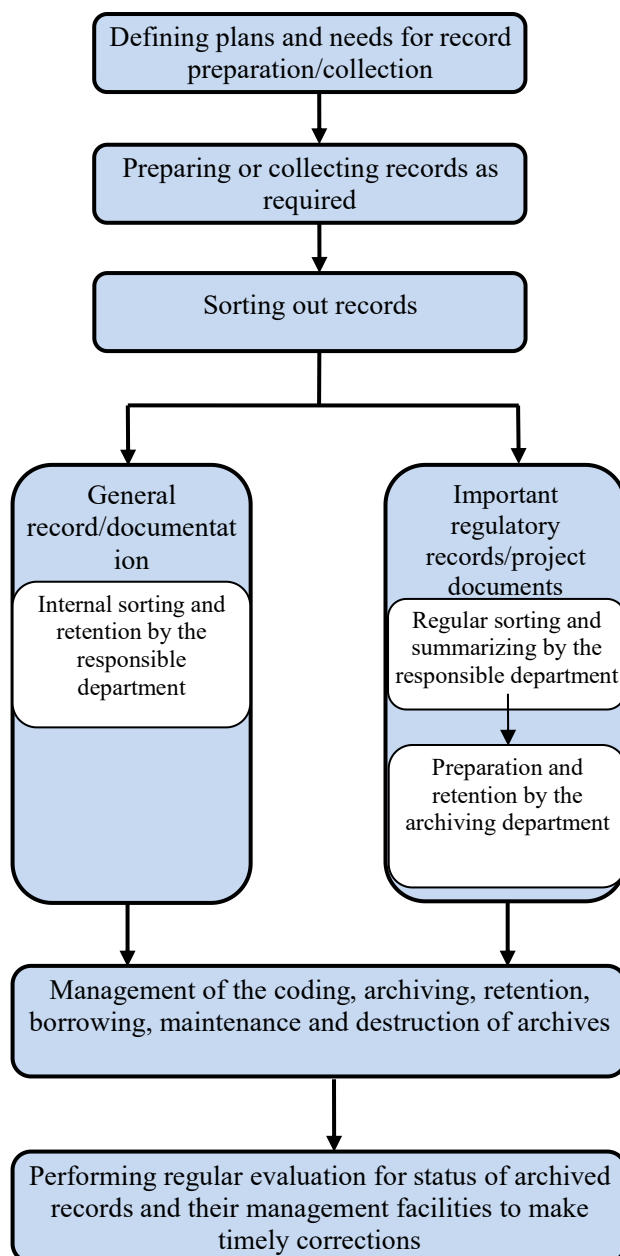 Defining plans and needs for record
preparation/collection
Preparing or collecting records as
required
Sorting out records
General
record/documentat
ion
Internal sorting and
retention by the
responsible
department
Important
regulatory
records/project
documents
Regular sorting and
summarizing by the
responsible department
Preparation and
retention by the
archiving department
Management of the coding, archiving, retention,
borrowing, maintenance and destruction of archives
Performing regular evaluation for status of archived
records and their management facilities to make
timely corrections